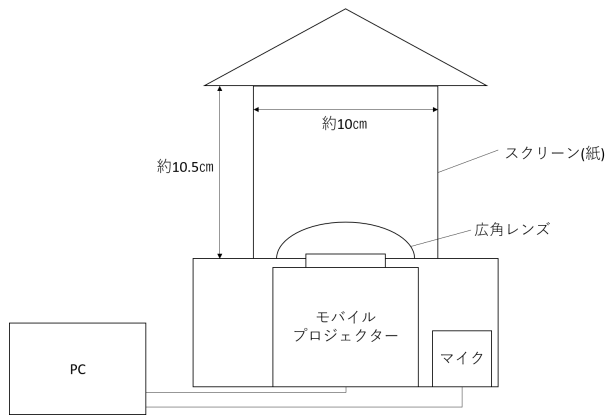 約10㎝
約10.5㎝
スクリーン(紙)
広角レンズ
モバイル
プロジェクター
マイク
PC